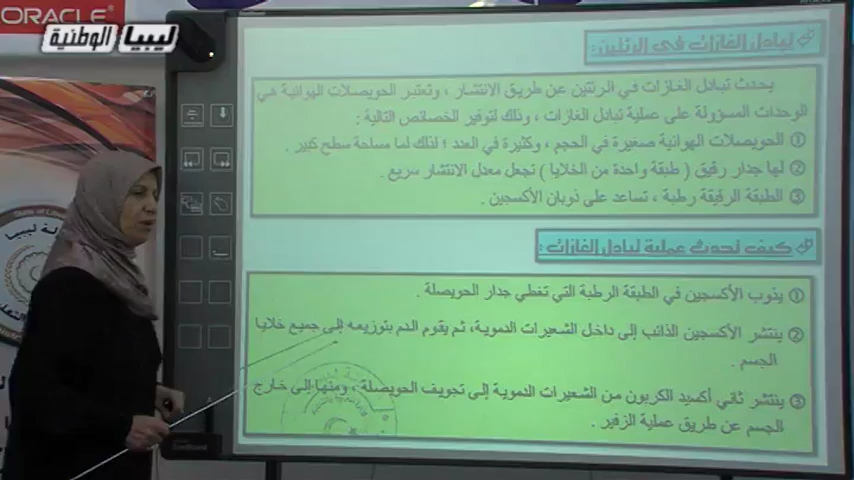 ORACLE
ليبيا الوطنية
تبادل الغازات في الرئتين :
يحدث تبادل الغازات في الرئتين عن طريق الانتشار ، وتعتبر الحويصلات الهوائية هي
الوحدات المسؤولة على عملية تبادل الغازات ، وذلك لتوفير الخصائص التالية :
① الحويصلات الهوائية صغيرة في الحجم ، وكثيرة في العدد ؛ لذلك لها مساحة سطح كبير .
② لها جدار رقيق ( طبقة واحدة من الخلايا ) تجعل معدل الانتشار سريع .
③ الطبقة الرقيقة رطبة ، تساعد على ذوبان الأكسجين .
كيف تحدث عملية تبادل الغازات :
① يذوب الأكسجين في الطبقة الرطبة التي تغطي جدار الحويصلة .
② ينتشر الأكسجين الذائب إلى داخل الشعيرات الدموية، ثم يقوم الدم بتوزيعه إلى جميع خلايا
الجسم .
③ ينتشر ثاني أكسيد الكربون من الشعيرات الدموية إلى تجويف الحويصلة ، ومنها إلى خارج
الجسم عن طريق عملية الزفير .